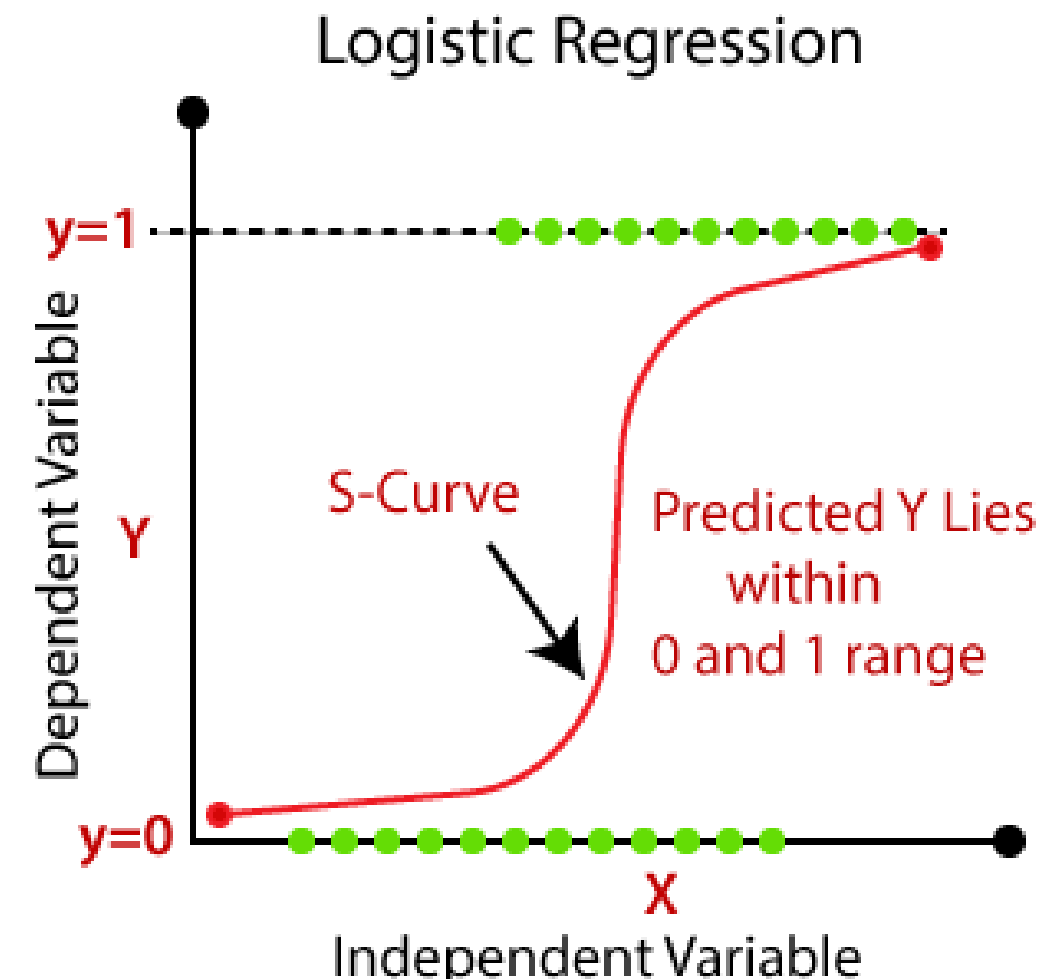 Logistic Regression
y=1
Dependent Variable
Y
S-Curve
Predicted Y Lies
within
0 and 1 range
y=0
X
Independent Variable